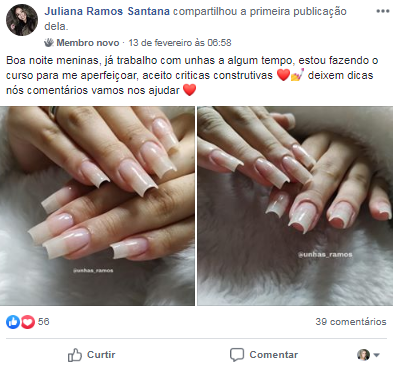 Juliana Ramos Santana compartilhou a primeira publicação
dela.
Membro novo · 13 de fevereiro às 06:58
Boa noite meninas, já trabalho com unhas a algum tempo, estou fazendo o
curso para me aperfeiçoar, aceito criticas construtivas ❤️💅 deixem dicas
nós comentários vamos nos ajudar ❤️
@unhas_ramos
@unhas_ramos
56
39 comentários
Curtir
Comentar